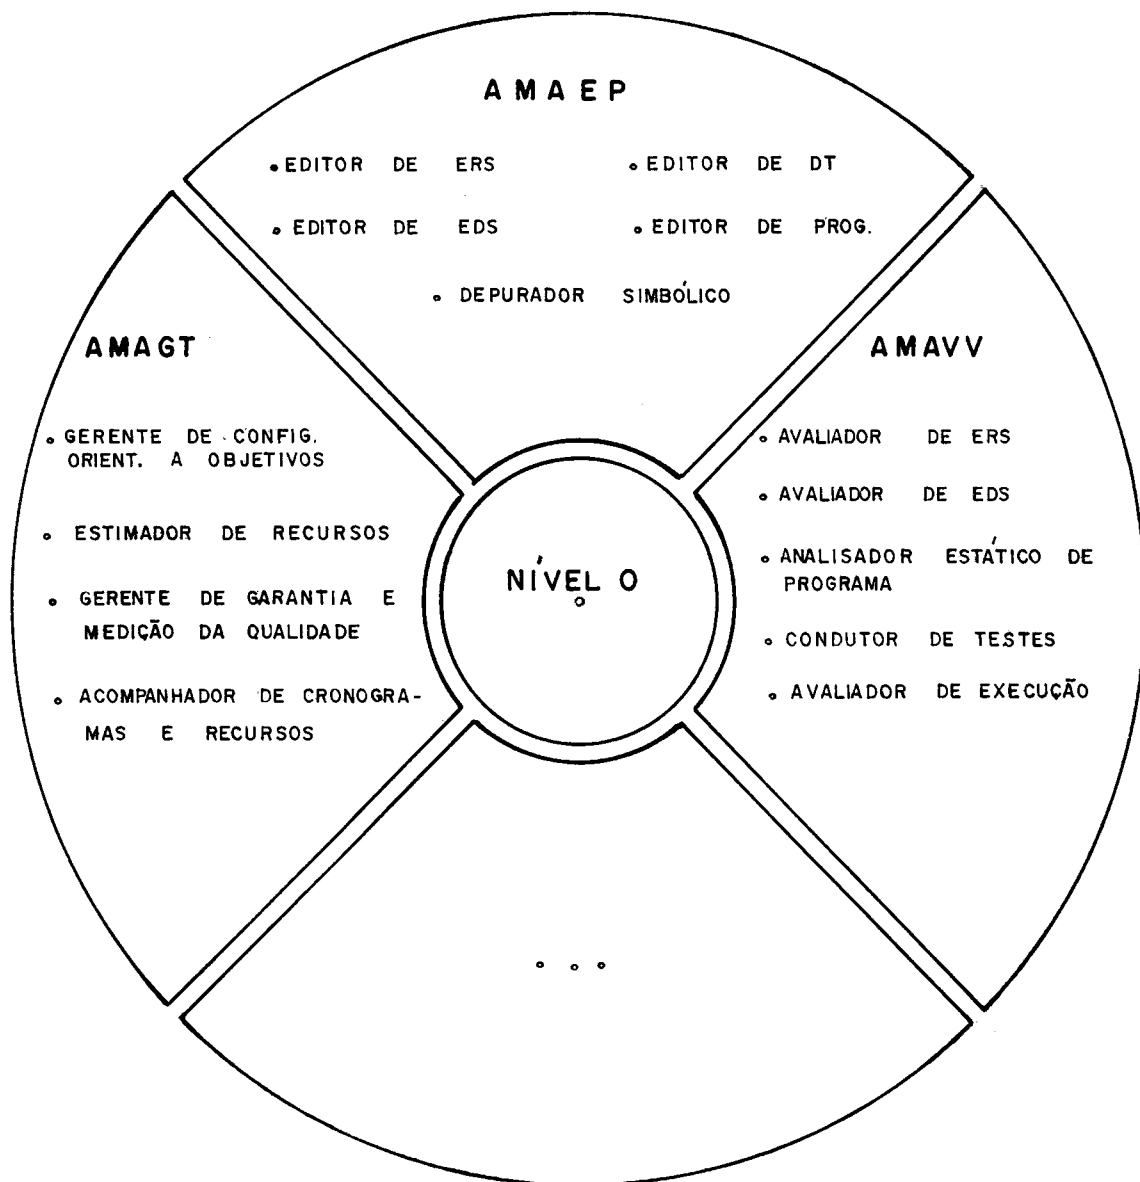 AMAEP
• EDITOR DE ERS
• EDITOR DE DT
• EDITOR DE EDS
• EDITOR DE PROG.
• DEPURADOR SIMBÓLICO
AMAGT
• GERENTE DE CONFIG.
ORIENT. A OBJETIVOS
• ESTIMADOR DE RECURSOS
• GERENTE DE GARANTIA E
MEDIÇÃO DA QUALIDADE
• ACOMPANHADOR DE CRONOGRA-
MAS E RECURSOS
NÍVEL 0
AMAVV
• AVALIADOR DE ERS
• AVALIADOR DE EDS
• ANALISADOR ESTÁTICO DE
PROGRAMA
• CONDUTOR DE TESTES
• AVALIADOR DE EXECUÇÃO
. . .